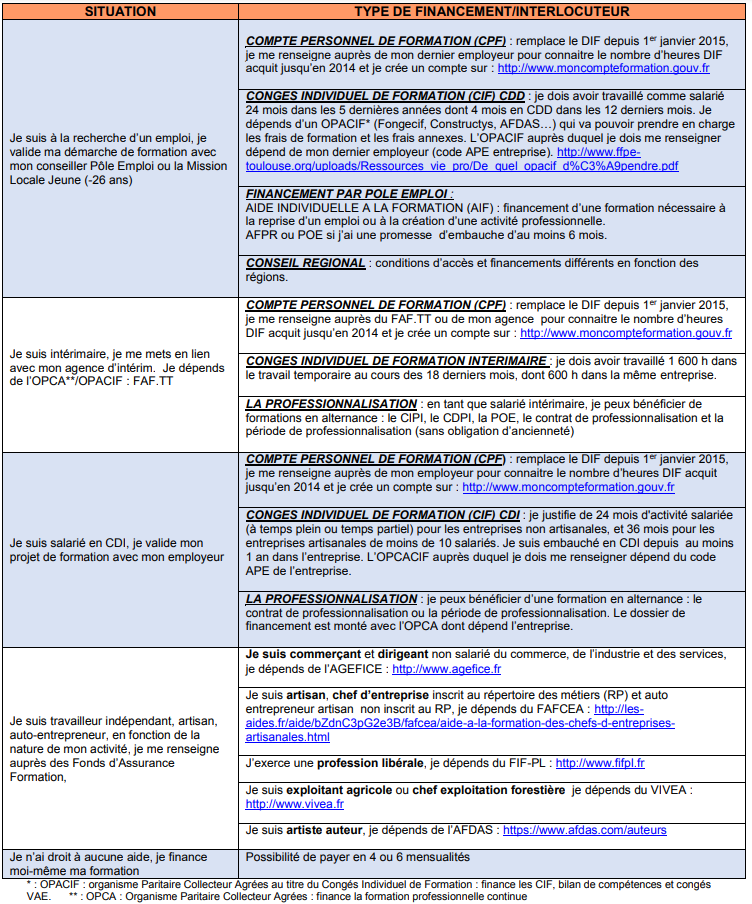 SITUATION
TYPE DE FINANCEMENT/INTERLOCUTEUR
Je suis à la recherche d'un emploi, je
valide ma démarche de formation avec
mon conseiller Pôle Emploi ou la Mission
Locale Jeune (-26 ans)
COMPTE PERSONNEL DE FORMATION (CPF) : remplace le DIF depuis 1er janvier 2015,
je me renseigne auprès de mon dernier employeur pour connaitre le nombre d'heures DIF
acquit jusqu'en 2014 et je crée un compte sur : http://www.moncompteformation.gouv.fr
CONGES INDIVIDUEL DE FORMATION (CIF) CDD : je dois avoir travaillé comme salarié
24 mois dans les 5 dernières années dont 4 mois en CDD dans les 12 derniers mois. Je
dépends d'un OPACIF* (Fongecif, Constructys, AFDAS…) qui va pouvoir prendre en charge
les frais de formation et les frais annexes. L'OPACIF auprès duquel je dois me renseigner
dépend de mon dernier employeur (code APE entreprise). http://www.ffpe-
toulouse.org/uploads/Ressources_vie_pro/De_quel_opacif_d%C3%A9pendre.pdf
FINANCEMENT PAR POLE EMPLOI :
AIDE INDIVIDUELLE A LA FORMATION (AIF) : financement d'une formation nécessaire à
la reprise d'un emploi ou à la création d'une activité professionnelle.
AFPR ou POE si j'ai une promesse d'embauche d'au moins 6 mois.
CONSEIL REGIONAL : conditions d'accès et financements différents en fonction des
régions.
Je suis intérimaire, je me mets en lien
avec mon agence d'intérim. Je dépends
de l'OPCA**/OPACIF : FAF.TT
COMPTE PERSONNEL DE FORMATION (CPF) : remplace le DIF depuis 1er janvier 2015,
je me renseigne auprès du FAF.TT ou de mon agence pour connaitre le nombre d'heures
DIF acquit jusqu'en 2014 et je crée un compte sur : http://www.moncompteformation.gouv.fr
CONGES INDIVIDUEL DE FORMATION INTERIMAIRE : je dois avoir travaillé 1 600 h dans
le travail temporaire au cours des 18 derniers mois, dont 600 h dans la même entreprise.
LA PROFESSIONNALISATION : en tant que salarié intérimaire, je peux bénéficier de
formations en alternance : le CIPI, le CDPI, la POE, le contrat de professionnalisation et la
période de professionnalisation (sans obligation d'ancienneté)
Je suis salarié en CDI, je valide mon
projet de formation avec mon employeur
COMPTE PERSONNEL DE FORMATION (CPF) : remplace le DIF depuis 1er janvier 2015,
je me renseigne auprès de mon employeur pour connaitre le nombre d'heures DIF acquit
jusqu'en 2014 et je crée un compte sur : http://www.moncompteformation.gouv.fr
CONGES INDIVIDUEL DE FORMATION (CIF) CDI : je justifie de 24 mois d'activité salariée
(à temps plein ou temps partiel) pour les entreprises non artisanales, et 36 mois pour les
entreprises artisanales de moins de 10 salariés. Je suis embauché en CDI depuis au moins
1 an dans l'entreprise. L'OPCACIF auprès duquel je dois me renseigner dépend du code
APE de l'entreprise.
LA PROFESSIONNALISATION : je peux bénéficier d'une formation en alternance : le
contrat de professionnalisation ou la période de professionnalisation. Le dossier de
financement est monté avec l'OPCA dont dépend l'entreprise.
Je suis travailleur indépendant, artisan,
auto-entrepreneur, en fonction de la
nature de mon activité, je me renseigne
auprès des Fonds d'Assurance
Formation,
Je suis commerçant et dirigeant non salarié du commerce, de l'industrie et des services,
je dépends de l'AGEFICE : http://www.agefice.fr
Je suis artisan, chef d'entreprise inscrit au répertoire des métiers (RP) et auto
entrepreneur artisan non inscrit au RP, je dépends du FAFCEA : http://les-
aides.fr/aide/bZdnC3pG2e3B/fafcea/aide-a-la-formation-des-chefs-d-entreprises-
artisanales.html
J'exerce une profession libérale, je dépends du FIF-PL : http://www.fifpl.fr
Je suis exploitant agricole ou chef exploitation forestière je dépends du VIVEA :
http://www.vivea.fr
Je suis artiste auteur, je dépends de l'AFDAS : https://www.afdas.com/auteurs
Je n'ai droit à aucune aide, je finance
moi-même ma formation
Possibilité de payer en 4 ou 6 mensualités
* : OPACIF : organisme Paritaire Collecteur Agrées au titre du Congés Individuel de Formation : finance les CIF, bilan de compétences et congés
VAE. ** : OPCA : Organisme Paritaire Collecteur Agrées : finance la formation professionnelle continue